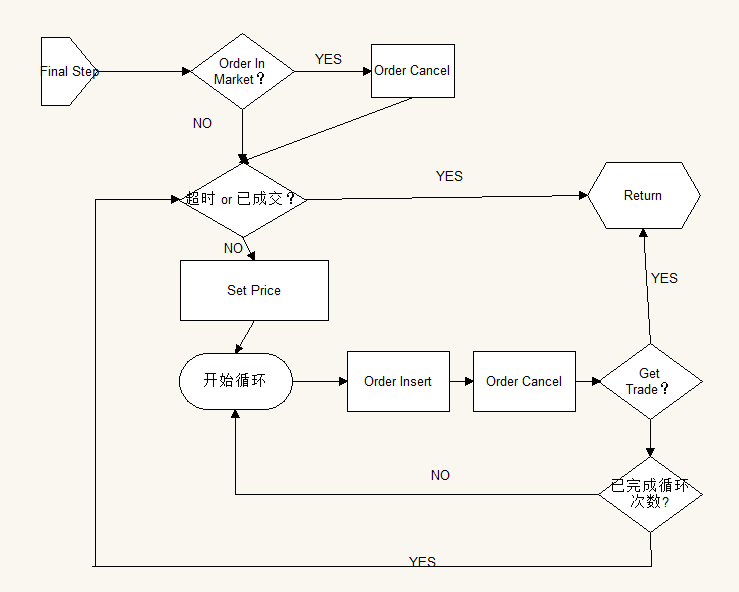 Final Step
Order In
Market？
YES
Order Cancel
NO
超时 or 已成交？
YES
Return
NO
Set Price
YES
开始循环
Order Insert
Order Cancel
Get
Trade？
NO
已完成循环
次数?
YES